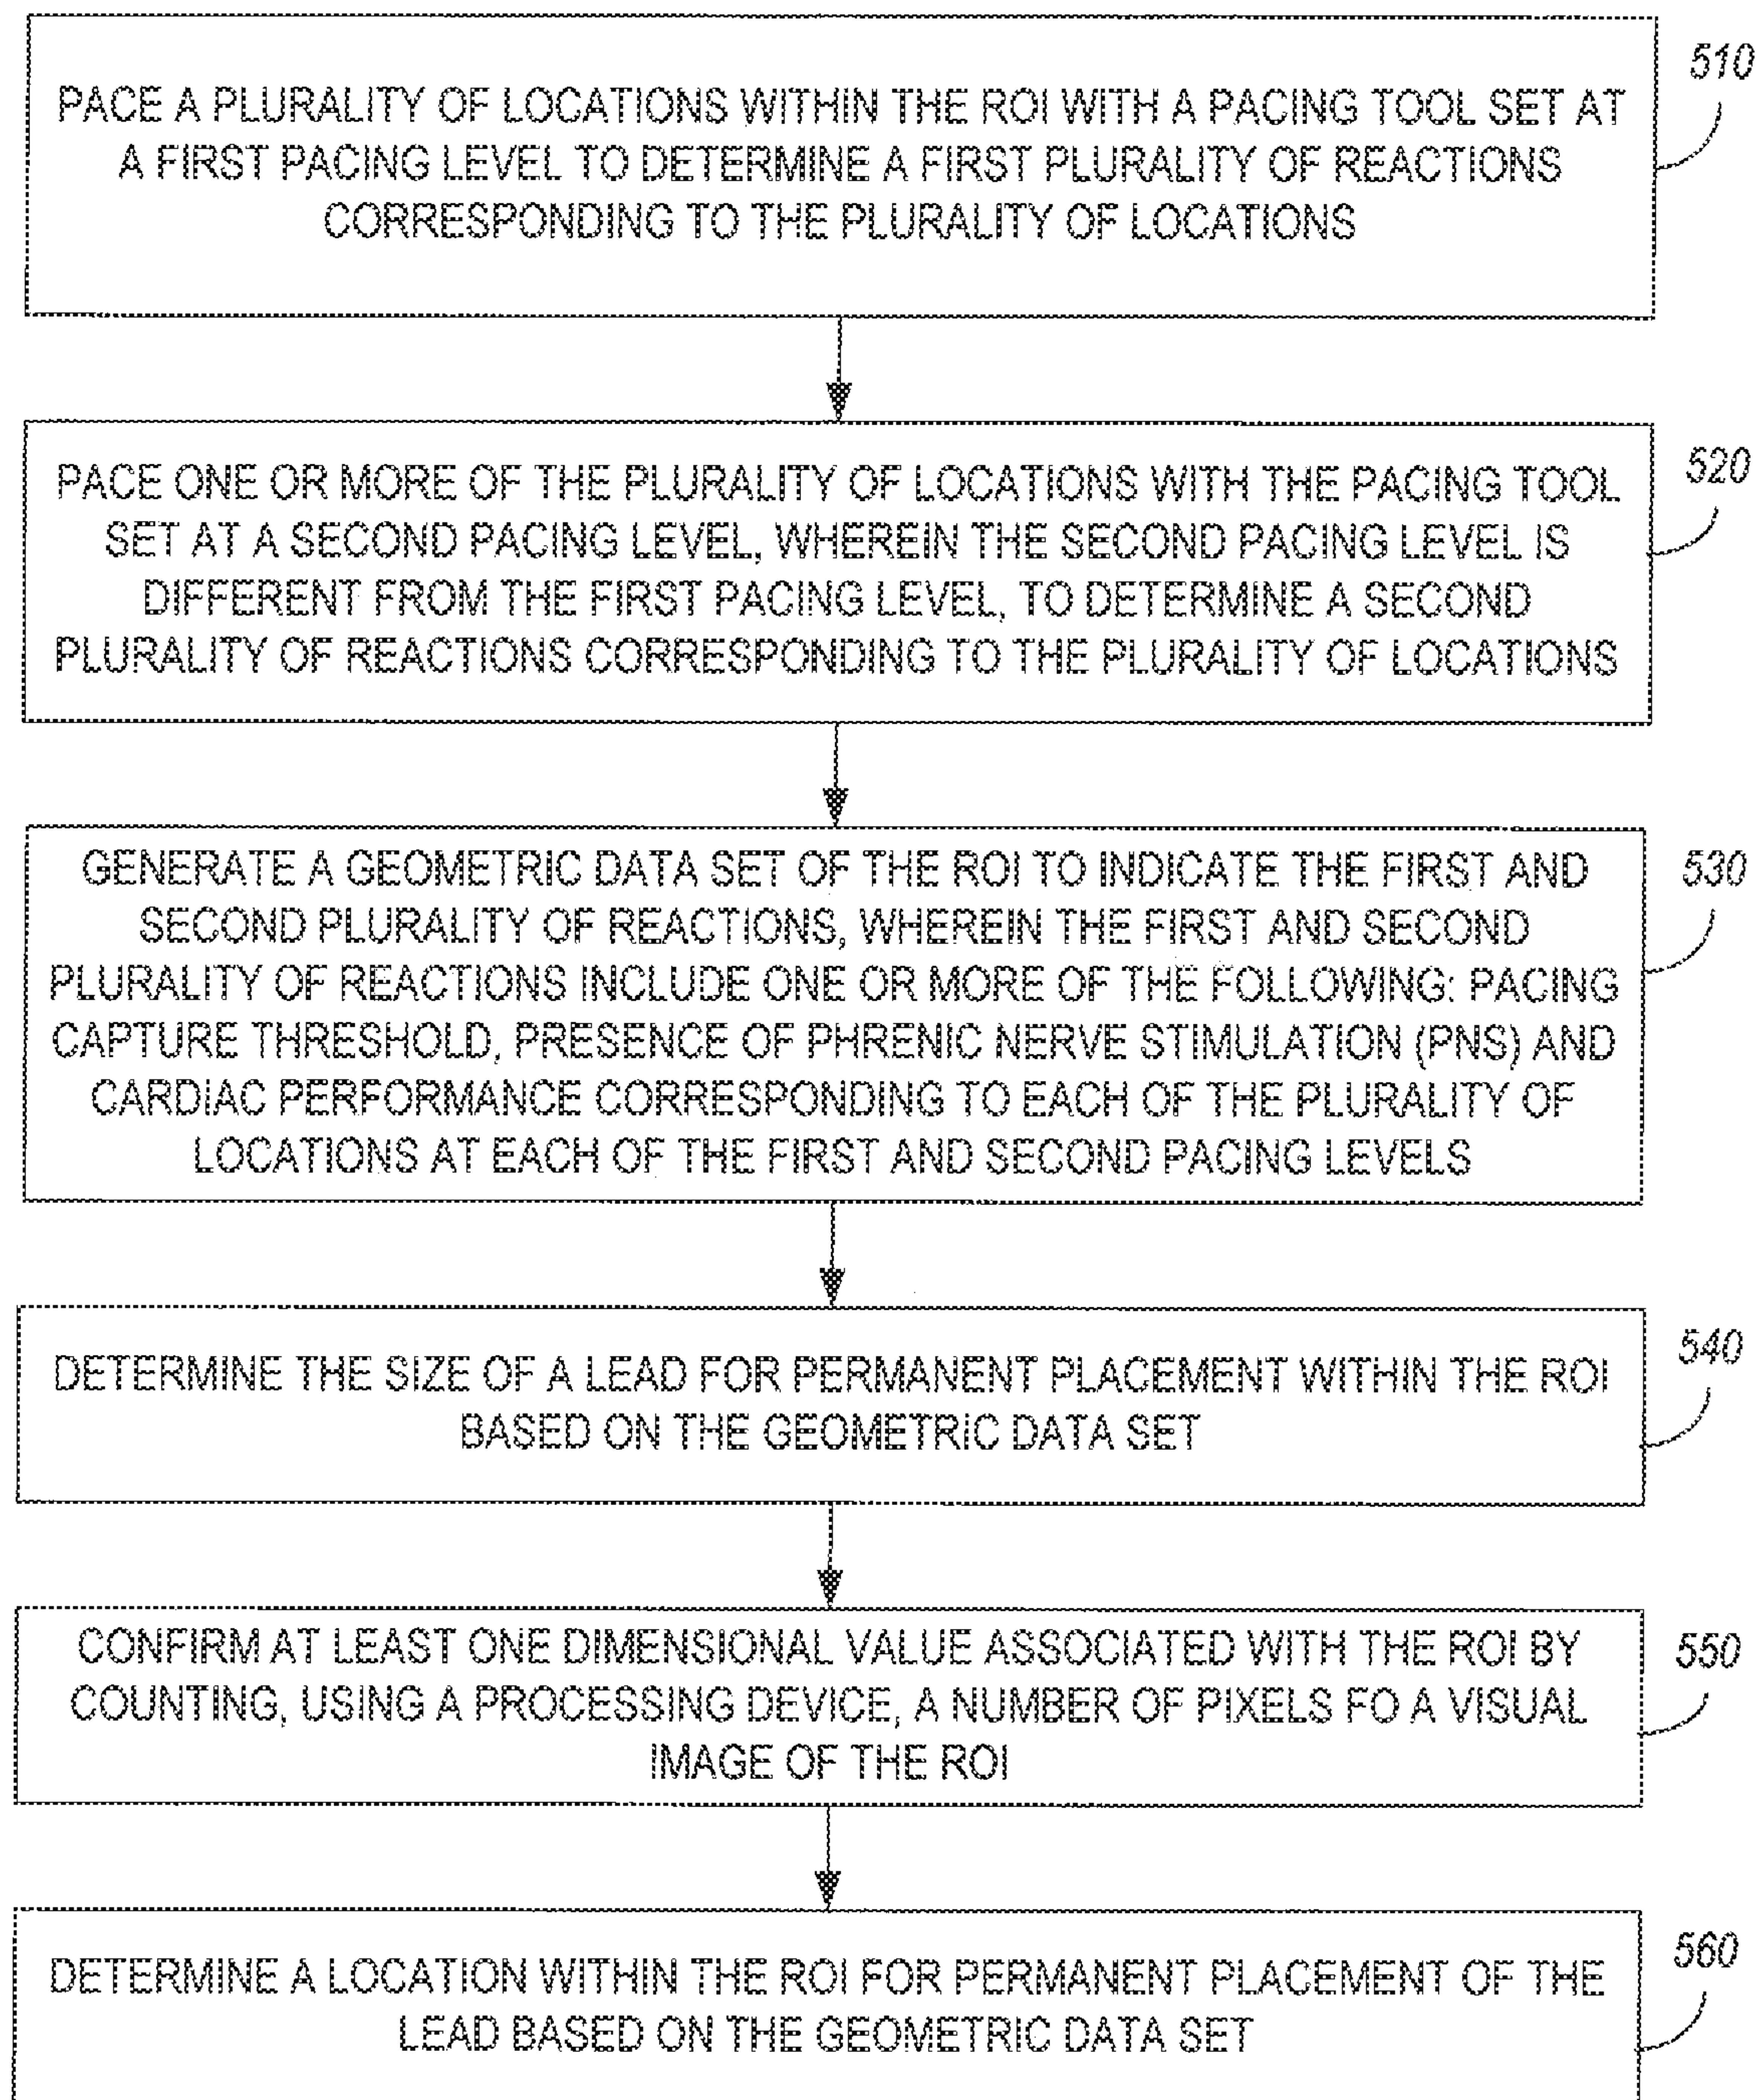 PACE A PLURALITY OF LOCATIONS WITHIN THE ROI WITH A PACING TOOL SET AT
A FIRST PACING LEVEL TO DETERMINE A FIRST PLURALITY OF REACTIONS
CORRESPONDING TO THE PLURALITY OF LOCATIONS
510
PACE ONE OR MORE OF THE PLURALITY OF LOCATIONS WITH THE PACING TOOL
SET AT A SECOND PACING LEVEL, WHEREIN THE SECOND PACING LEVEL IS
DIFFERENT FROM THE FIRST PACING LEVEL, TO DETERMINE A SECOND
PLURALITY OF REACTIONS CORRESPONDING TO THE PLURALITY OF LOCATIONS
520
GENERATE A GEOMETRIC DATA SET OF THE ROI TO INDICATE THE FIRST AND
SECOND PLURALITY OF REACTIONS, WHEREIN THE FIRST AND SECOND
PLURALITY OF REACTIONS INCLUDE ONE OR MORE OF THE FOLLOWING: PACING
CAPTURE THRESHOLD, PRESENCE OF PHRENIC NERVE STIMULATION (PNS) AND
CARDIAC PERFORMANCE CORRESPONDING TO EACH OF THE PLURALITY OF
LOCATIONS AT EACH OF THE FIRST AND SECOND PACING LEVELS
530
DETERMINE THE SIZE OF A LEAD FOR PERMANENT PLACEMENT WITHIN THE ROI
BASED ON THE GEOMETRIC DATA SET
540
CONFIRM AT LEAST ONE DIMENSIONAL VALUE ASSOCIATED WITH THE ROI BY
COUNTING, USING A PROCESSING DEVICE, A NUMBER OF PIXELS FO A VISUAL
IMAGE OF THE ROI
550
DETERMINE A LOCATION WITHIN THE ROI FOR PERMANENT PLACEMENT OF THE
LEAD BASED ON THE GEOMETRIC DATA SET
560